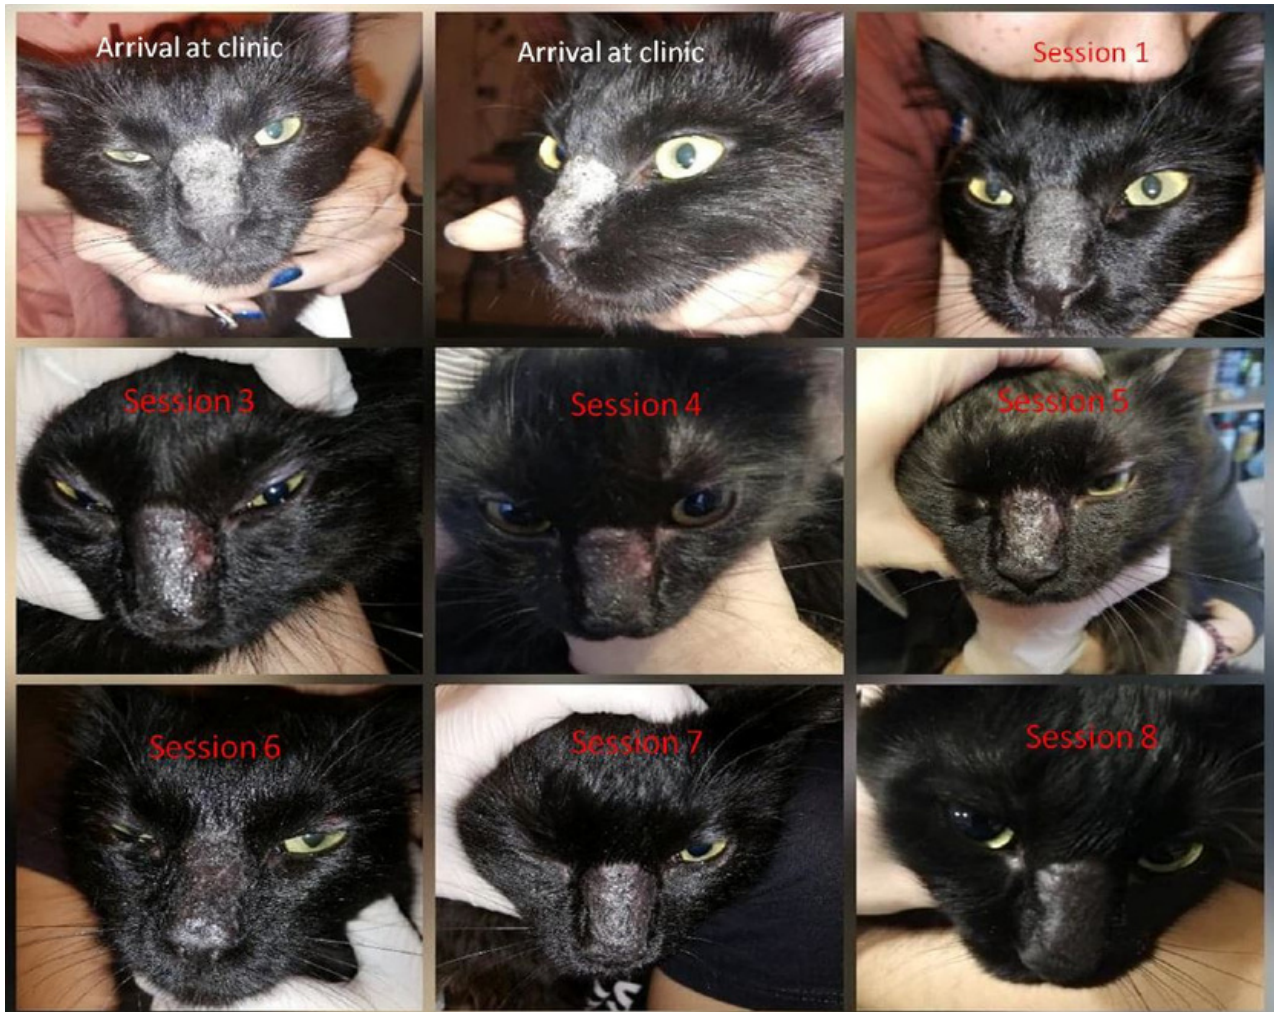 Arrival at clinic
Arrival at clinic
Session 1
Session 3
Session 4
Session 5
Session 6
Session 7
Session 8